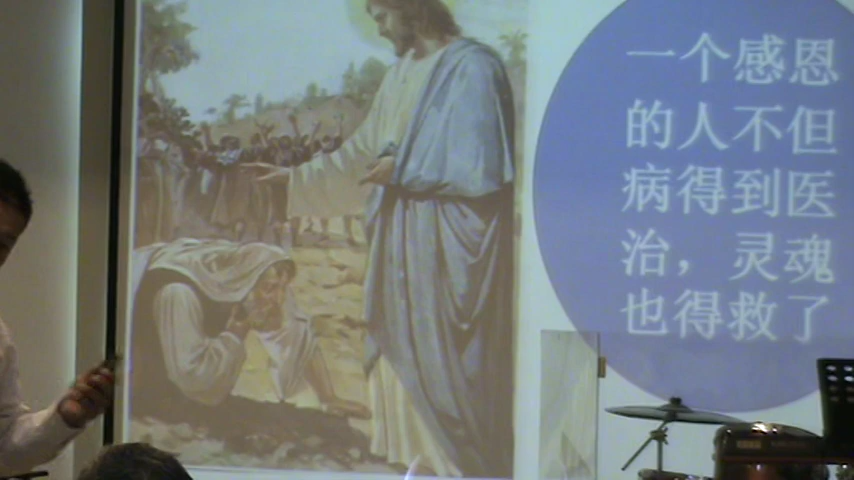 一个感恩
的人不但
病得到医
治，灵魂
也得救了